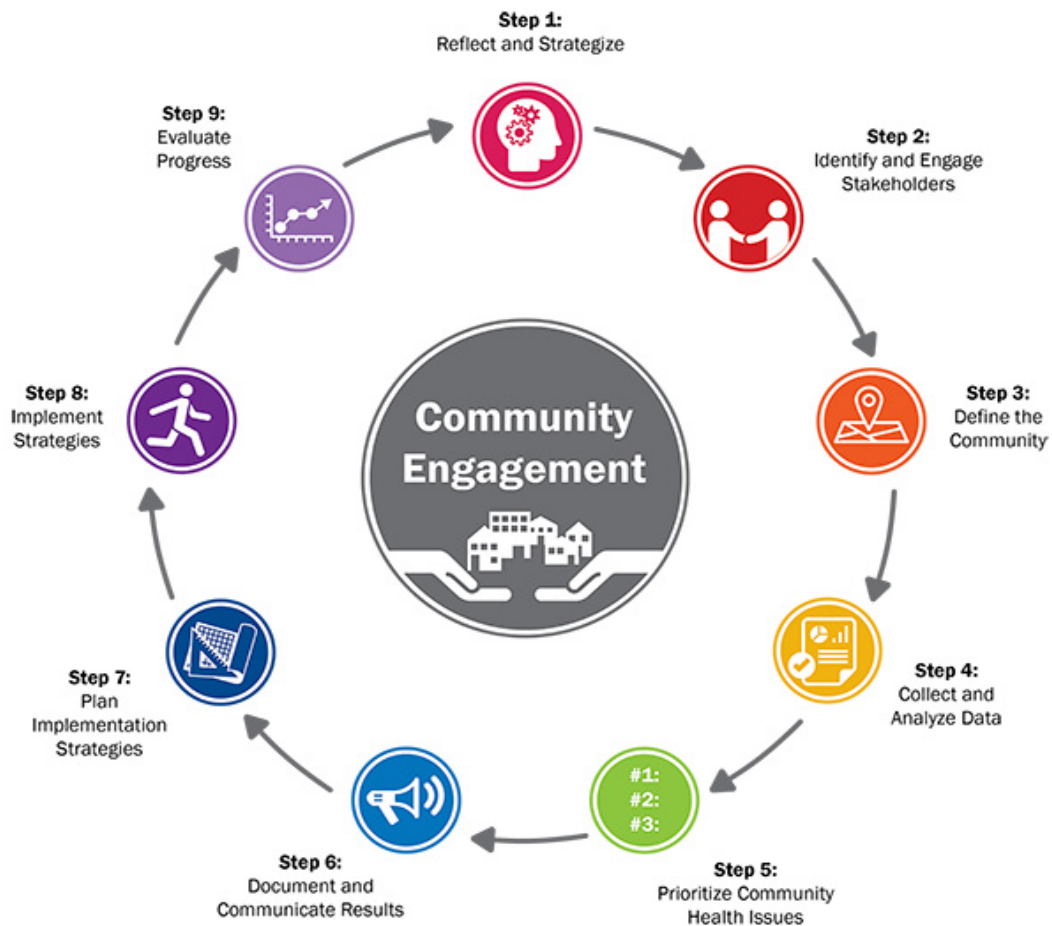 Step 1:
Reflect and Strategize
Step 2:
Identify and Engage
Stakeholders
Step 3:
Define the
Community
Step 4:
Collect and
Analyze Data
#1:
#2:
#3:
Step 5:
Prioritize Community
Health Issues
Step 6:
Document and
Communicate Results
Step 7:
Plan
Implementation
Strategies
Step 8:
Implement
Strategies
Step 9:
Evaluate
Progress
Community
Engagement